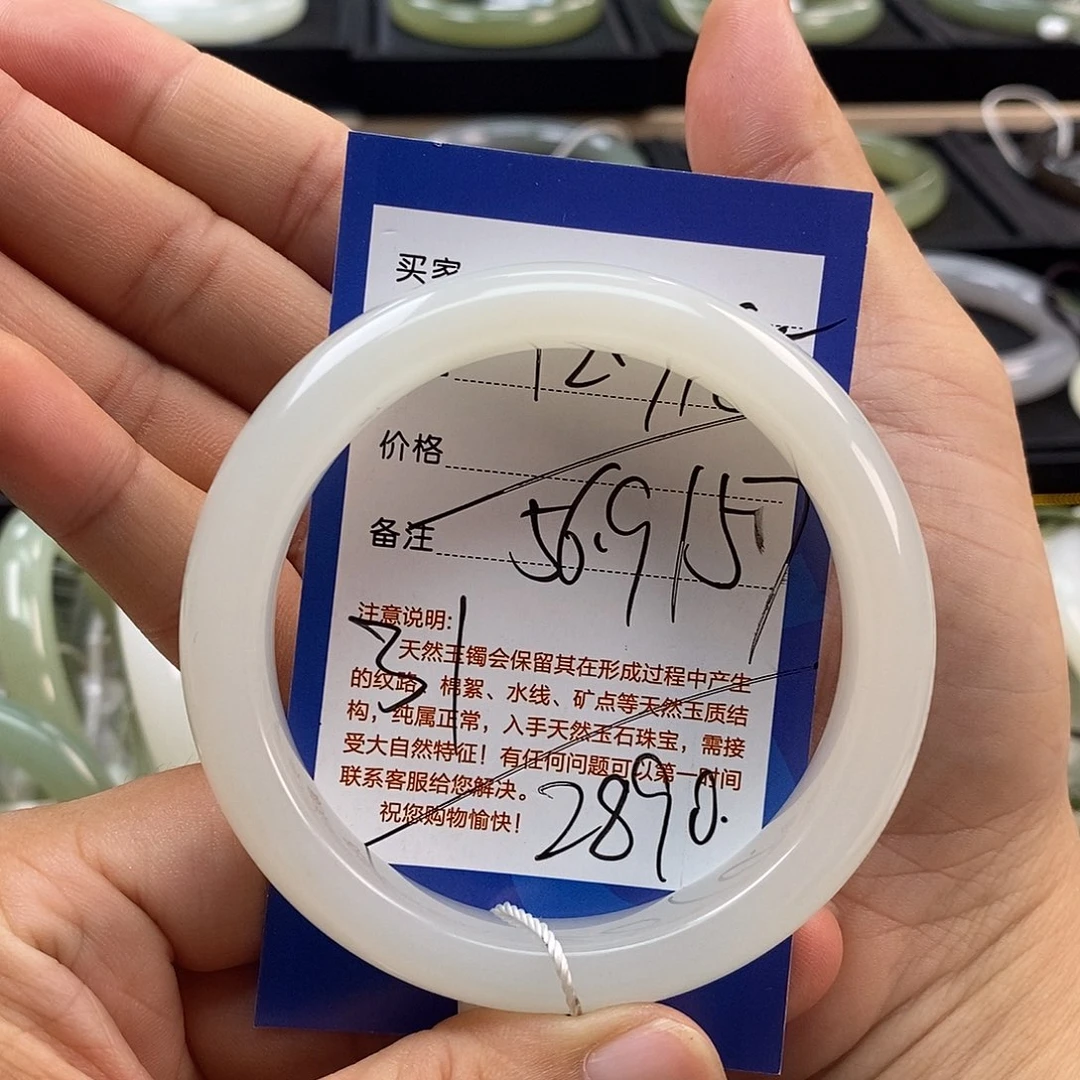 买家
价格
56.9/57
备注
注意说明:
天然玉镯会保留其在形成过程中产生
的纹路、棉絮、水线、矿点等天然玉质结
构,纯属正常,入手天然玉石珠宝,需接
受大自然特征!有任何问题可以第一时间
联系客服给您解决。
祝您购物愉快!
2890.